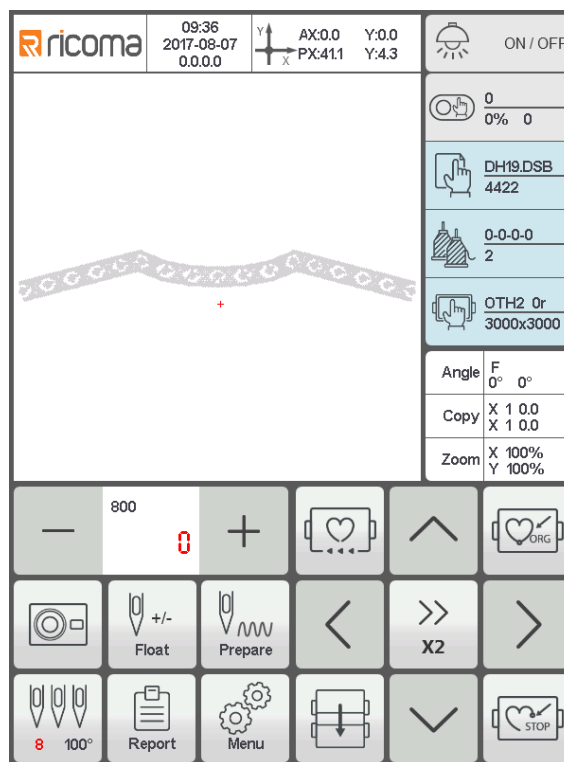 ricoma
09:36
2017-08-07
0.0.0.0
Y
X
AX:0.0 Y:0.0
PX:41.1 Y:4.3
ON / OFF
0
0% 0
DH19.DSB
4422
0-0-0-0
2
OTH2 0r
3000x3000
Angle F
0° 0°
Copy X 1 0.0
X 1 0.0
Zoom X 100%
Y 100%
800
0
ORG
+/-
Float
Prepare
X2
8 100°
Report
Menu
STOP